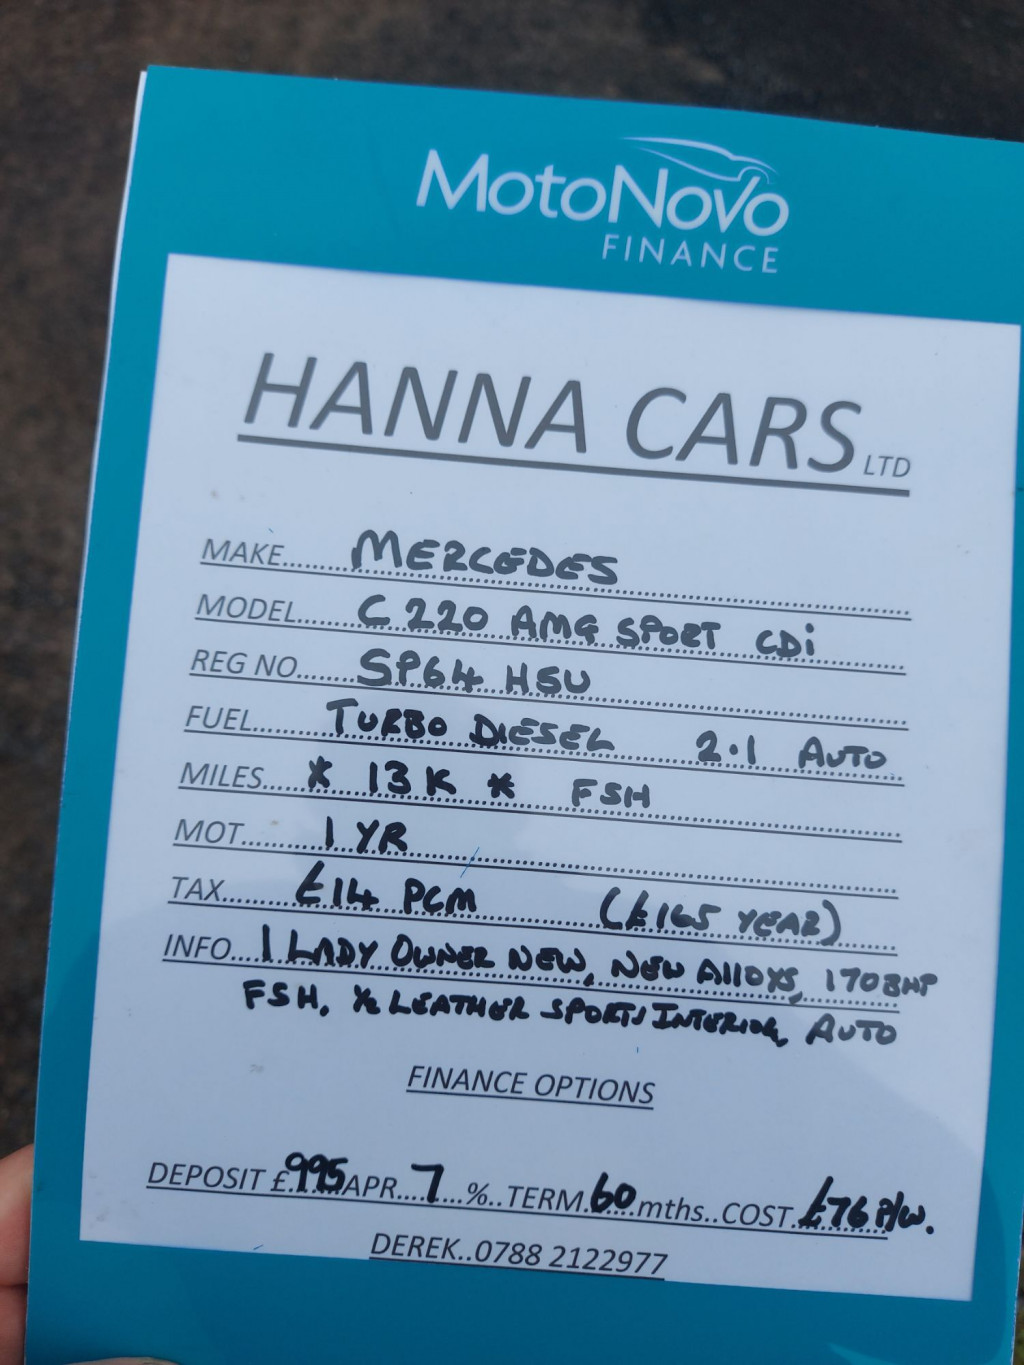 MotoNovo
FINANCE
HANNA CARS LTD
MAKE......MERCEDES
MODEL......C 220 AMG SPORT CDi
REG NO......SP64 HSU
FUEL......TURBO DIESEL 2.1 AUTO
MILES......* 13K * FSH
MOT......1 YR
TAX......£14 PCM (£165 YEAR)
INFO....1 LADY OWNER NEW, NEW Alloys, 170BHP
FSH. ½ LEATHER SPORTS INTERIOR, AUTO
FINANCE OPTIONS
DEPOSIT £995 APR....7...%..TERM.60.mths..COST.£76 P/W.
DEREK..0788 2122977